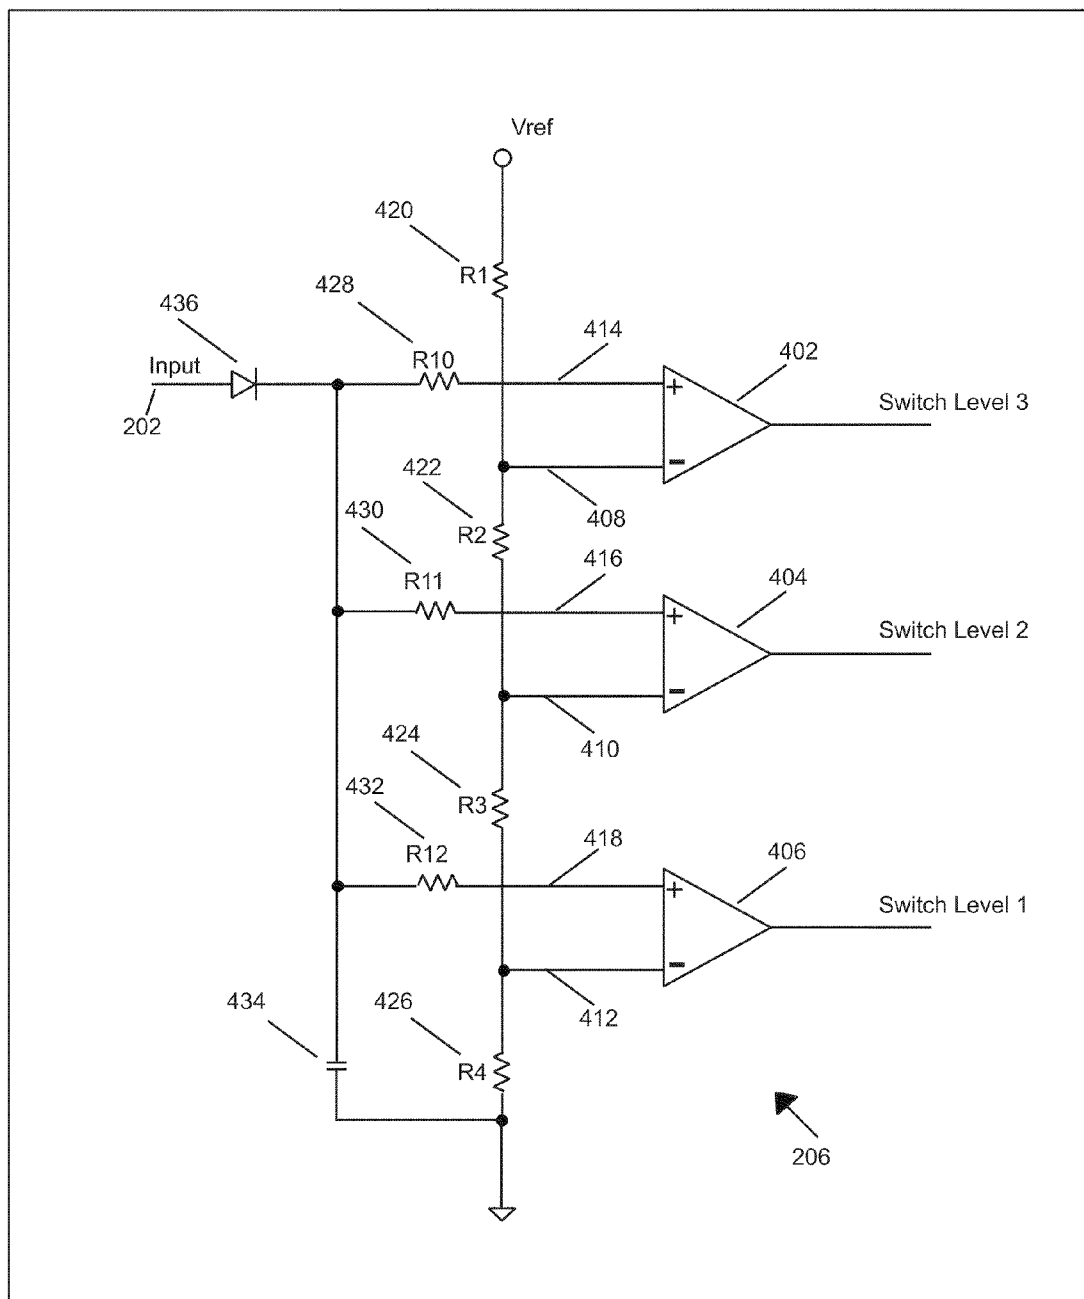 Vref
420
R1
428
436
414
402
R10
Input
Switch Level 3
202
422
408
430
R2
416
404
R11
Switch Level 2
410
424
432
R3
418
406
R12
Switch Level 1
434
426
412
R4
206
+
-
+
-
+
-